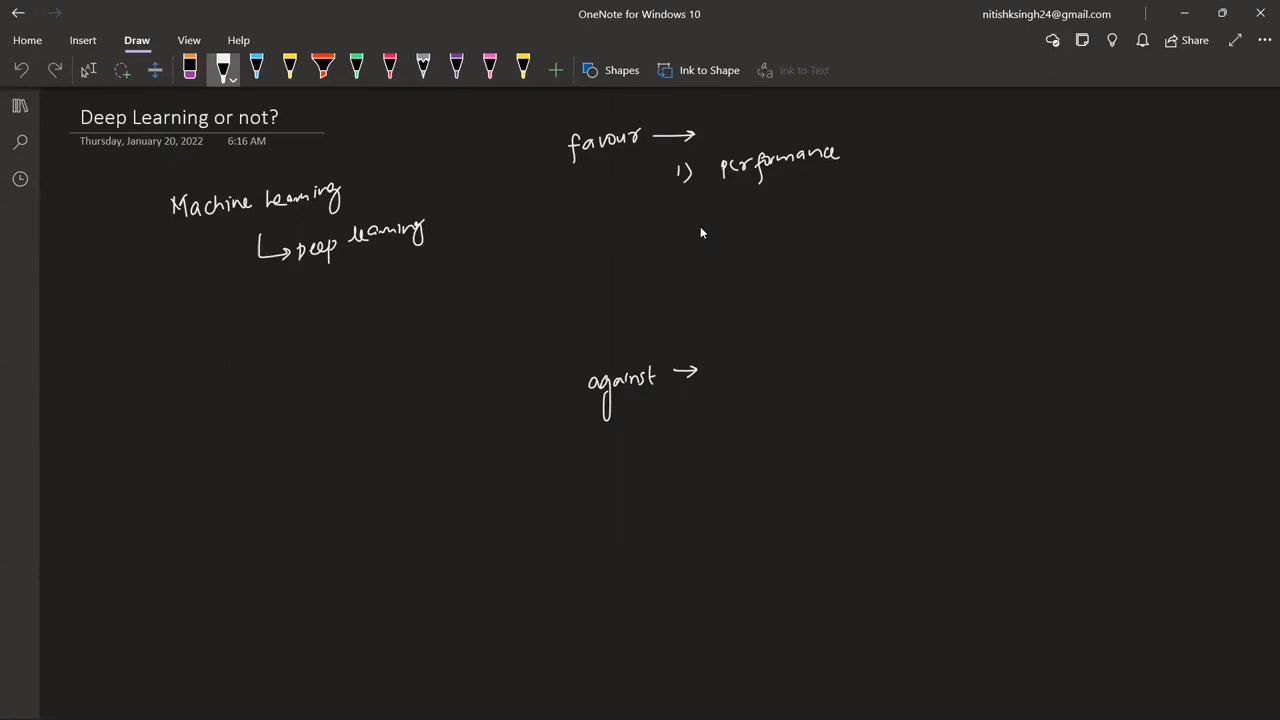 OneNote for Windows 10
nitishksingh24@gmail.com
Home Insert Draw View Help
Share
Shapes Ink to Shape Ink to Text
Deep Learning or not?
Thursday, January 20, 2022 6:16 AM
Machine Learning
Deep learning
favour →
1) Performance
against →